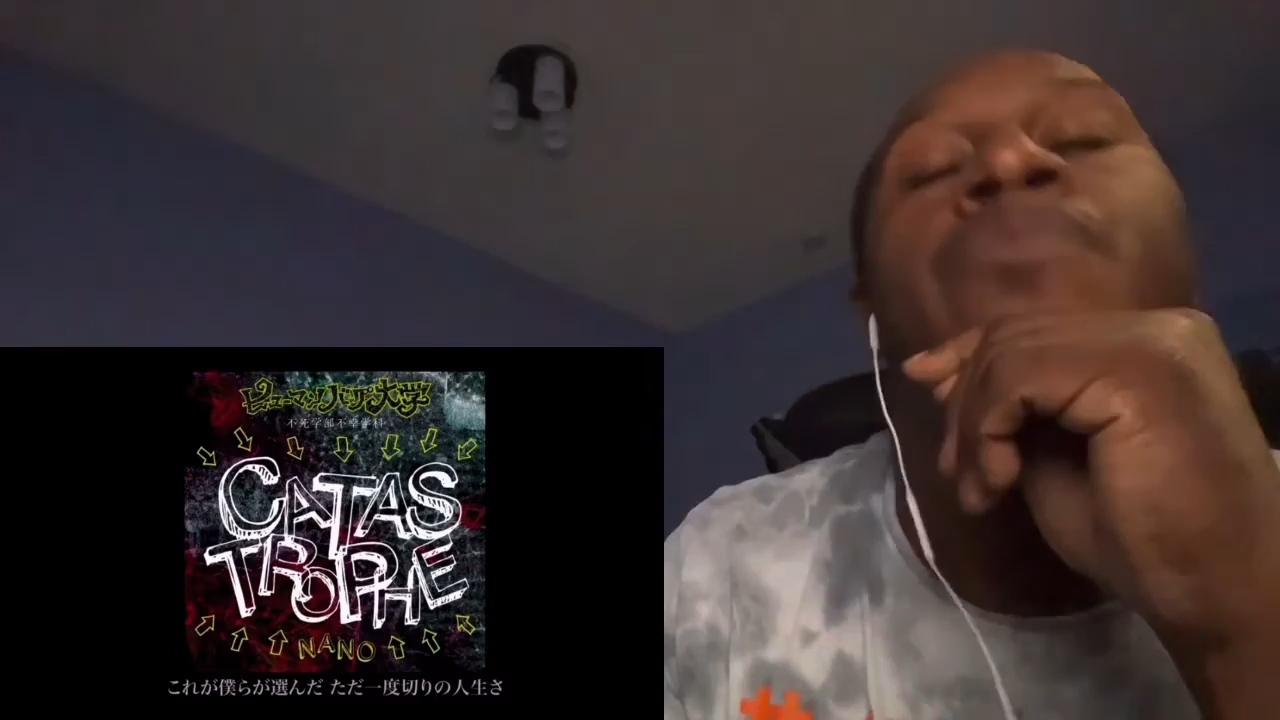 ヒューマンバグ大学
不死学部不幸学科
CATAS
TROPHE
NANO
これが僕らが選んだ ただ一度切りの人生さ